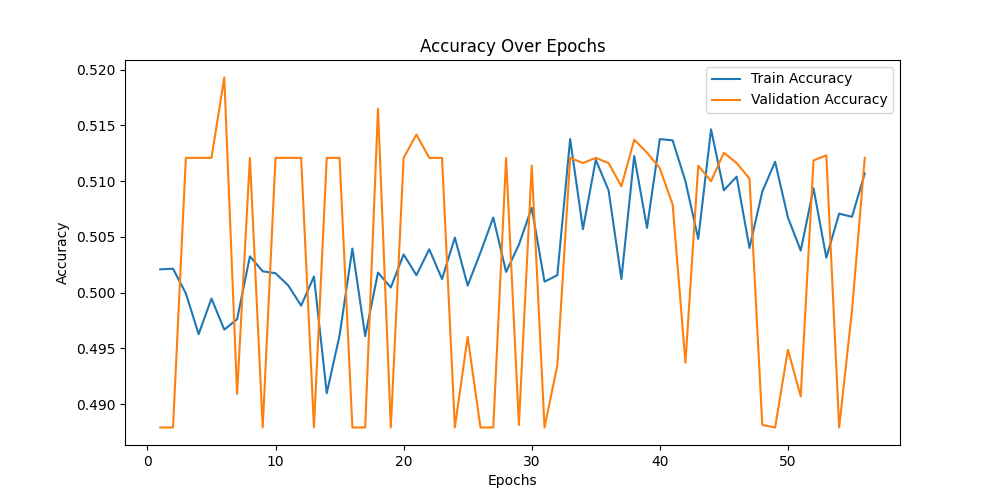 Accuracy Over Epochs
Train Accuracy
Validation Accuracy
0.520
0.515
0.510
0.505
0.500
0.495
0.490
Accuracy
0 10 20 30 40 50
Epochs